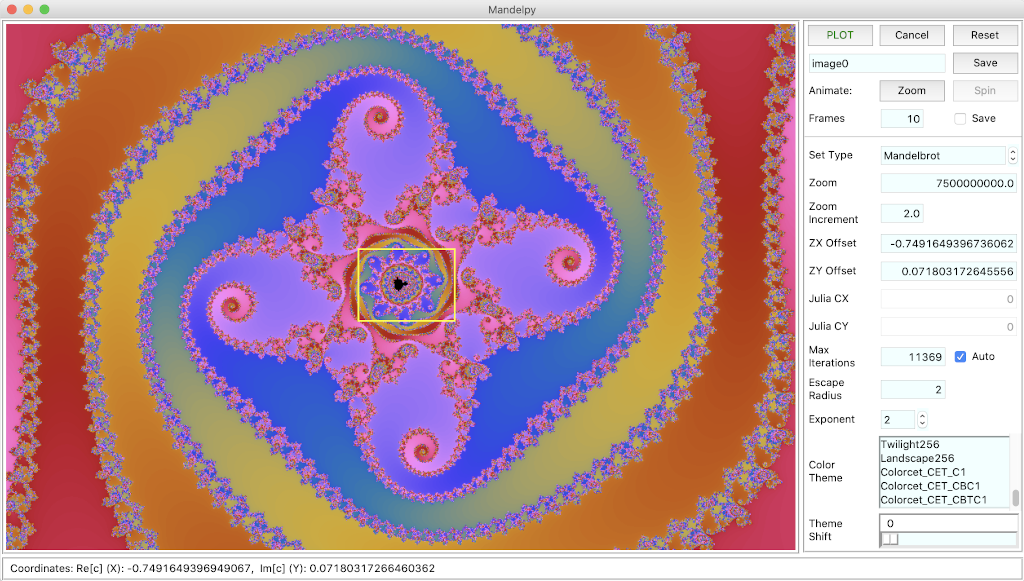 Mandelpy
PLOT Cancel Reset
image0 Save
Animate: Zoom Spin
Frames 10 Save
Set Type Mandelbrot
Zoom 7500000000.0
Zoom
Increment 2.0
ZX Offset -0.7491649396736062
ZY Offset 0.071803172645556
Julia CX 0
Julia CY 0
Max
Iterations 11369 Auto
Escape
Radius 2
Exponent 2
Twilight256
Landscape256
Color
Theme
Colorcet_CET_C1
Colorcet_CET_CBC1
Colorcet_CET_CBTC1
Theme
Shift 0
Coordinates: Re[c] (X): -0.7491649396949067, Im[c] (Y): 0.07180317266460362